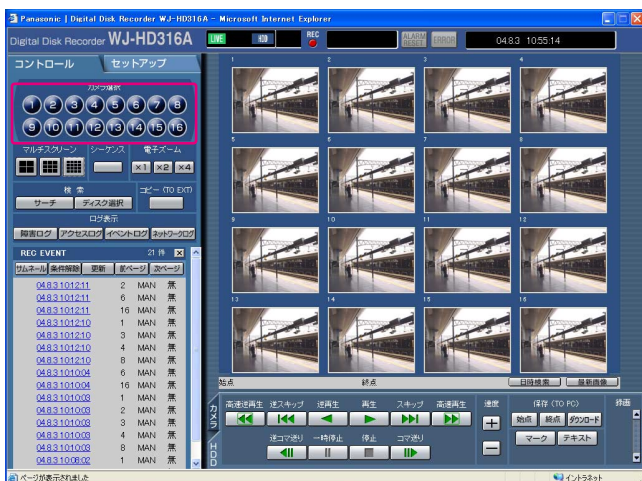 Panasonic | Digital Disk Recorder WJ-HD316A - Microsoft Internet Explorer
Digital Disk Recorder WJ-HD316A
LIVE HDD REC ALARM RESET ERROR 04.8.3 10:55:14
コントロール セットアップ
カメラ選択
1 2 3 4 5 6 7 8
9 10 11 12 13 14 15 16
マルチスクリーン シーケンス 電子ズーム
×1 ×2 ×4
検 索 コピー (TO EXT)
サーチ ディスク選択
ログ表示
障害ログ アクセスログ イベントログ ネットワークログ
REC EVENT 21 件
サムネール 条件解除 更新 前ページ 次ページ
04.8.3 10:12:11 2 MAN 無
04.8.3 10:12:11 6 MAN 無
04.8.3 10:12:11 16 MAN 無
04.8.3 10:12:10 1 MAN 無
04.8.3 10:12:10 3 MAN 無
04.8.3 10:12:10 4 MAN 無
04.8.3 10:12:10 8 MAN 無
04.8.3 10:10:04 6 MAN 無
04.8.3 10:10:04 16 MAN 無
04.8.3 10:10:03 1 MAN 無
04.8.3 10:10:03 2 MAN 無
04.8.3 10:10:03 3 MAN 無
04.8.3 10:10:03 4 MAN 無
04.8.3 10:10:03 8 MAN 無
04.8.3 10:08:02 1 MAN 無
1 2 3 4
5 6 7 8
9 10 11 12
13 14 15 16
始点 終点 日時検索 最新画像
カメラ
HDD
高速逆再生 逆スキップ 逆再生 再生 スキップ 高速再生 速度 保存 (TO PC) 録画
始点 終点 ダウンロード
逆コマ送り 一時停止 停止 コマ送り
マーク テキスト
ページが表示されました イントラネット